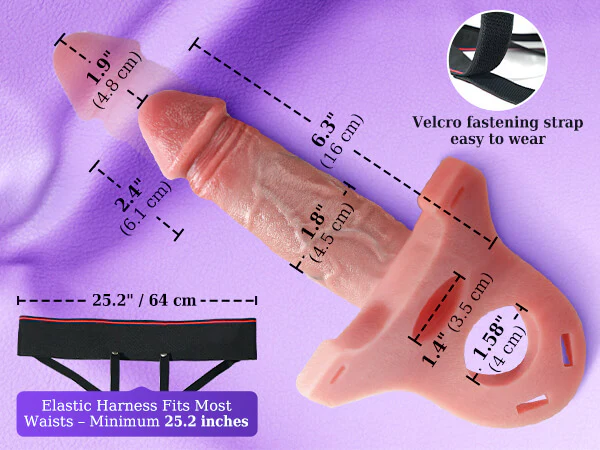 1.9"
(4.8 cm)
Velcro fastening strap
easy to wear
6.3"
(16 cm)
2.4"
(6.1 cm)
1.8"
(4.5 cm)
25.2" / 64 cm
1.4" (3.5 cm)
1.58"
(4 cm)
Elastic Harness Fits Most
Waists – Minimum 25.2 inches